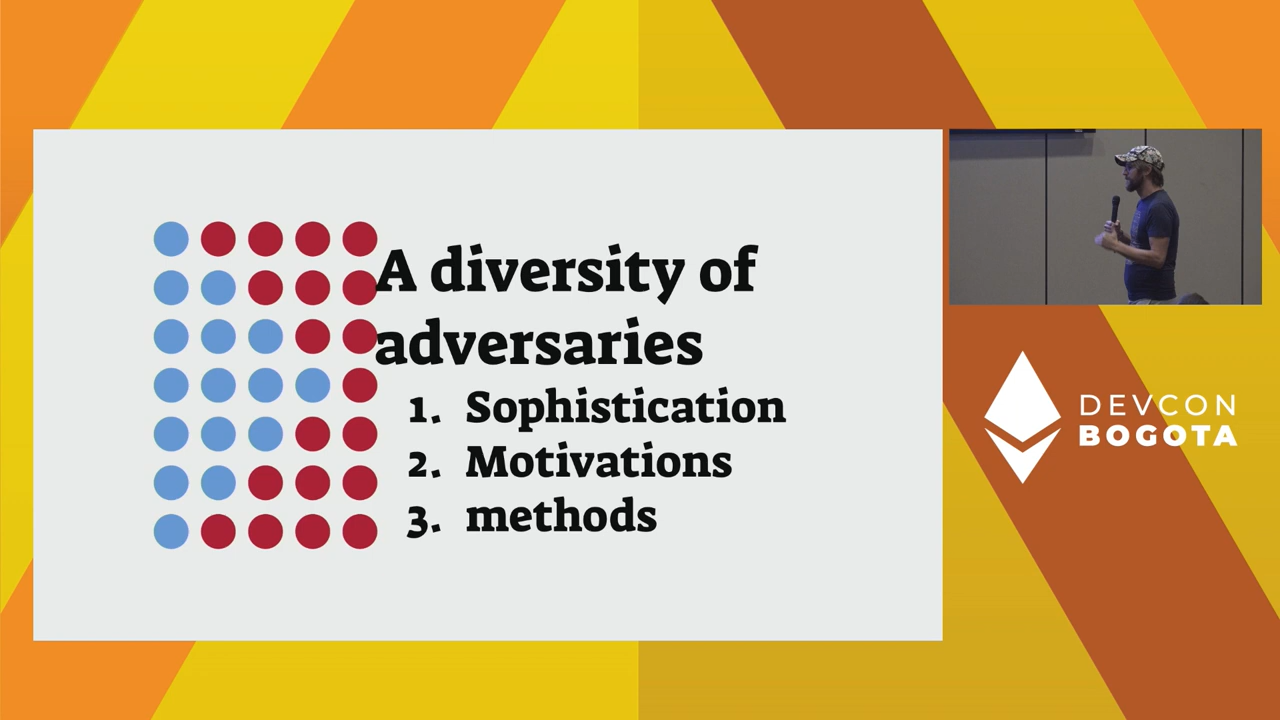 A diversity of
adversaries
1. Sophistication
2. Motivations
3. methods
DEVCON
BOGOTA